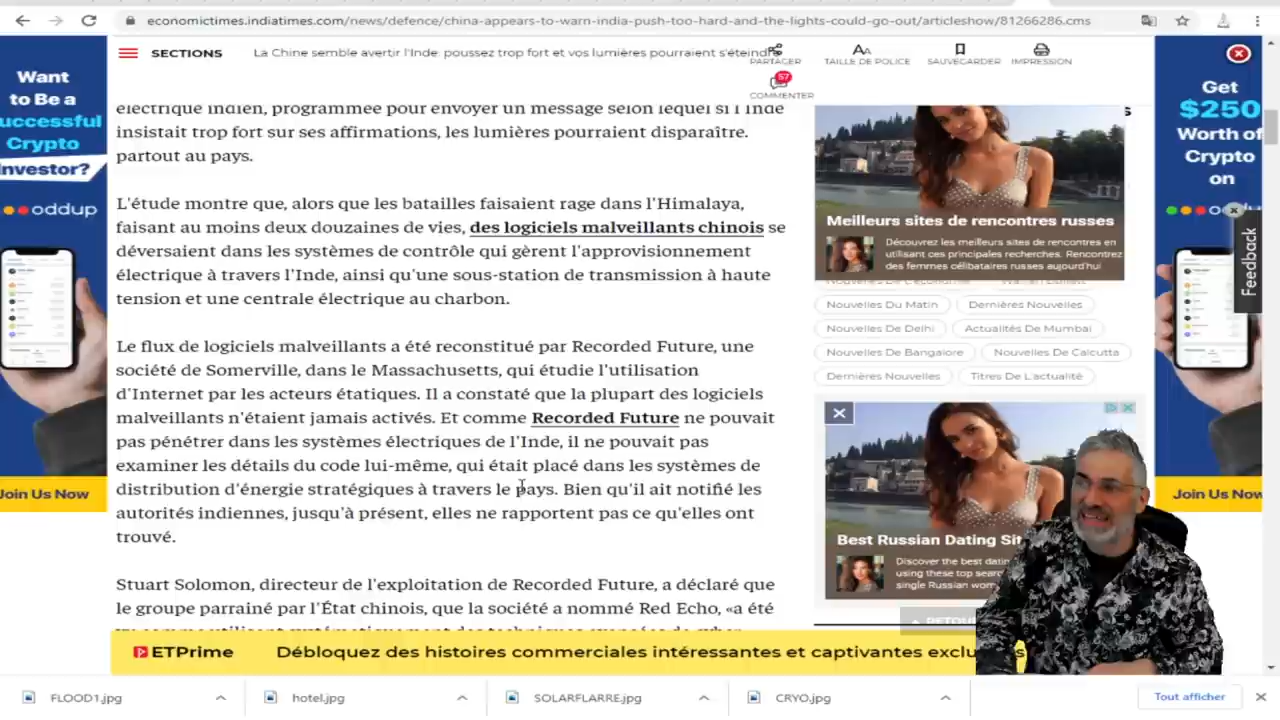 economictimes.indiatimes.com/news/defence/china-appears-to-warn-india-push-too-hard-and-the-lights-could-go-out/articleshow/81266286.cms
SECTIONS
La Chine semble avertir l'Inde: poussez trop fort et vos lumières pourraient s'éteindre
PARTAGER
TAILLE DE POLICE
SAUVEGARDER
IMPRESSION
57
COMMENTER
Want
to Be a
uccessful
Crypto
Investor?
oddup
Join Us Now
électrique indien, programmée pour envoyer un message selon lequel si l'Inde
insistait trop fort sur ses affirmations, les lumières pourraient disparaître.
partout au pays.
L'étude montre que, alors que les batailles faisaient rage dans l'Himalaya,
faisant au moins deux douzaines de vies, des logiciels malveillants chinois se
déversaient dans les systèmes de contrôle qui gèrent l'approvisionnement
électrique à travers l'Inde, ainsi qu'une sous-station de transmission à haute
tension et une centrale électrique au charbon.
Le flux de logiciels malveillants a été reconstitué par Recorded Future, une
société de Somerville, dans le Massachusetts, qui étudie l'utilisation
d'Internet par les acteurs étatiques. Il a constaté que la plupart des logiciels
malveillants n'étaient jamais activés. Et comme Recorded Future ne pouvait
pas pénétrer dans les systèmes électriques de l'Inde, il ne pouvait pas
examiner les détails du code lui-même, qui était placé dans les systèmes de
distribution d'énergie stratégiques à travers le pays. Bien qu'il ait notifié les
autorités indiennes, jusqu'à présent, elles ne rapportent pas ce qu'elles ont
trouvé.
Stuart Solomon, directeur de l'exploitation de Recorded Future, a déclaré que
le groupe parrainé par l'État chinois, que la société a nommé Red Echo, «a été
Meilleurs sites de rencontres russes
Découvrez les meilleurs sites de rencontres en
utilisant ces principales recherches. Rencontrez
des femmes célibataires russes aujourd'hui
Nouvelles Du Matin
Dernières Nouvelles
Nouvelles De Delhi
Actualités De Mumbai
Nouvelles De Bangalore
Nouvelles De Calcutta
Dernières Nouvelles
Titres De L'actualité
Best Russian Dating Sit
Discover the best datin
using these top searc
single Russian wom
Get
$250
Worth of
Crypto
on
Feedback
Join Us Now
ETPrime
Débloquez des histoires commerciales intéressantes et captivantes exclusives
FLOOD1.jpg
hotel.jpg
SOLARFLARRE.jpg
CRYO.jpg
Tout afficher